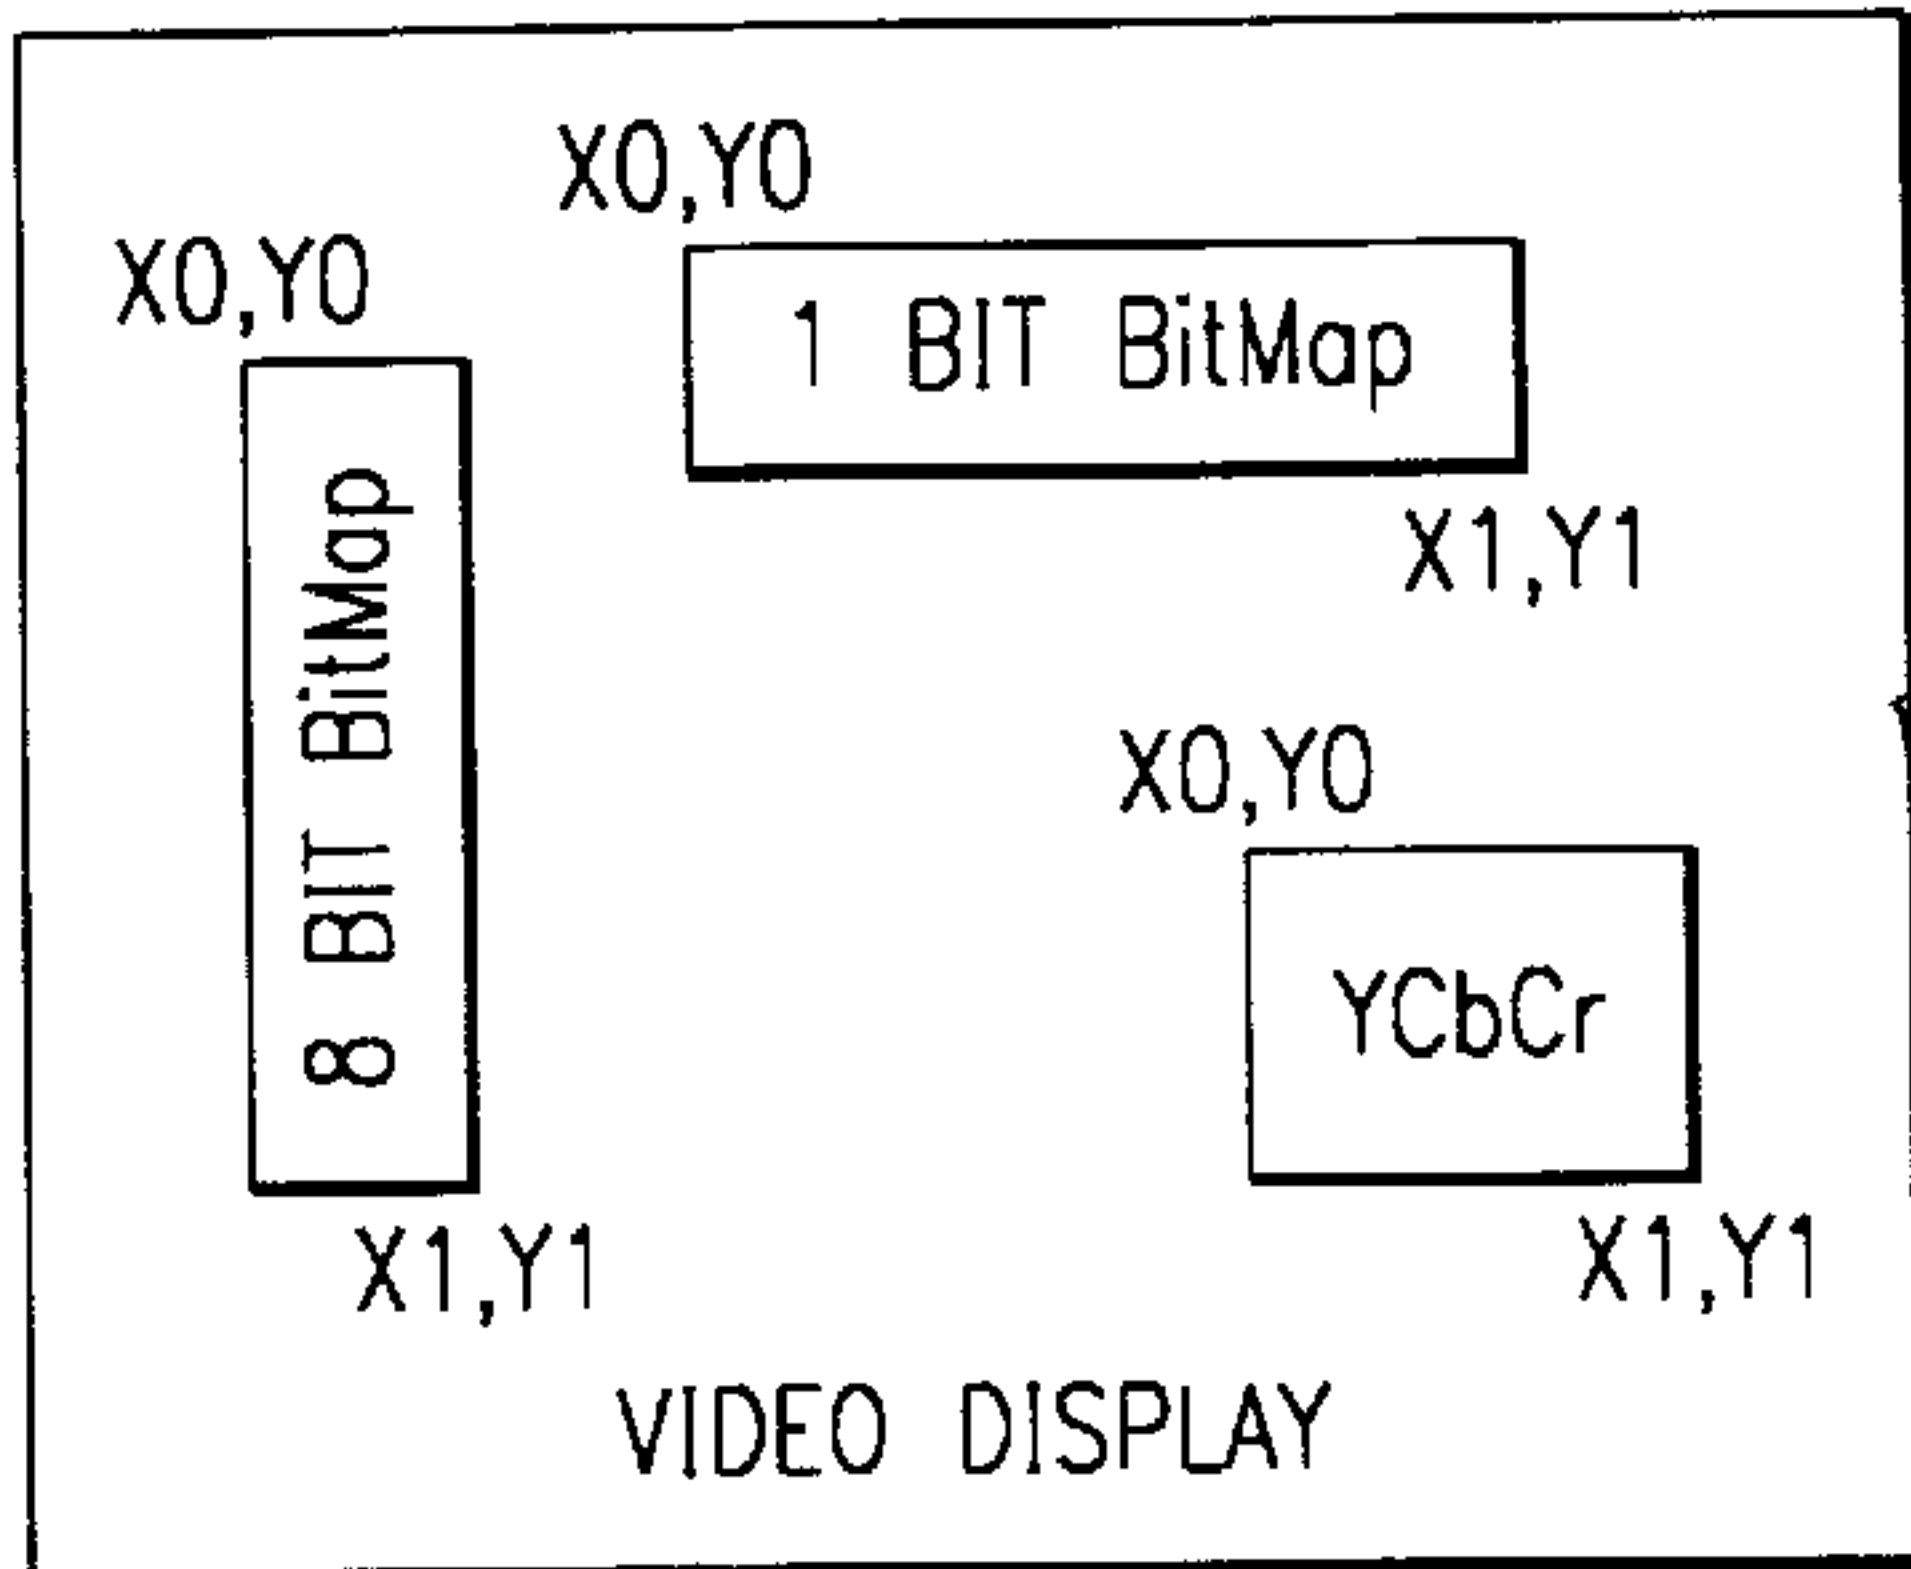 X0,Y0
X0,Y0
1 BIT BitMap
X1,Y1
8 BIT BitMap
X0,Y0
YCbCr
X1,Y1
X1,Y1
VIDEO DISPLAY